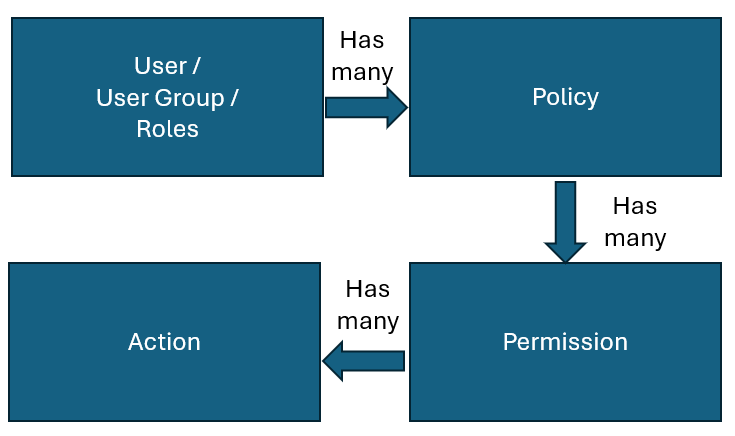 User /
User Group /
Roles
Has
many
Policy
Has
many
Permission
Has
many
Action